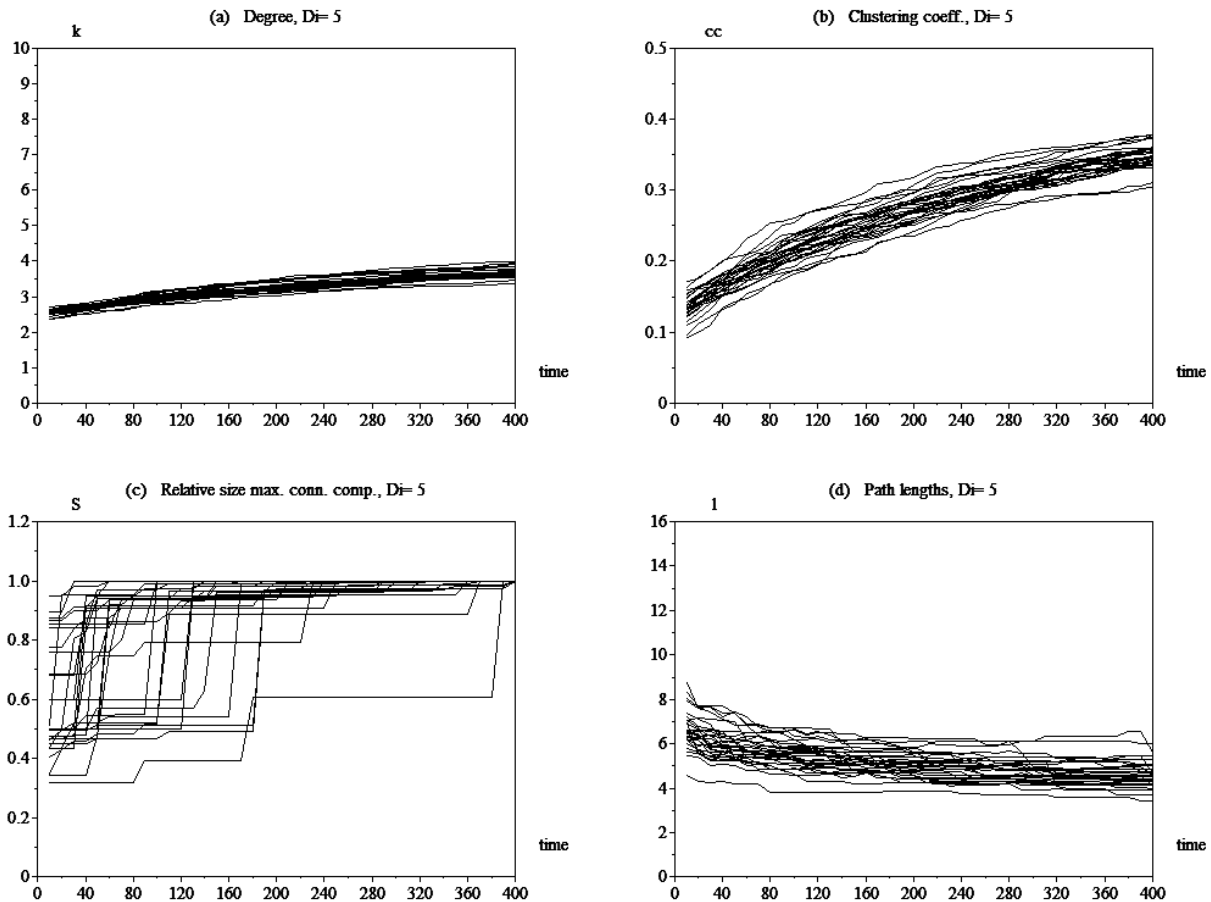 (a) Degree, Di= 5
k
10
9
8
7
6
5
4
3
2
1
0
0 40 80 120 160 200 240 280 320 360 400
time
(b) Clustering coeff., Di= 5
cc
0.5
0.4
0.3
0.2
0.1
0
0 40 80 120 160 200 240 280 320 360 400
time
(c) Relative size max. conn. comp., Di= 5
S
1.2
1.0
0.8
0.6
0.4
0.2
0.0
0 40 80 120 160 200 240 280 320 360 400
time
(d) Path lengths, Di= 5
l
16
14
12
10
8
6
4
2
0
0 40 80 120 160 200 240 280 320 360 400
time